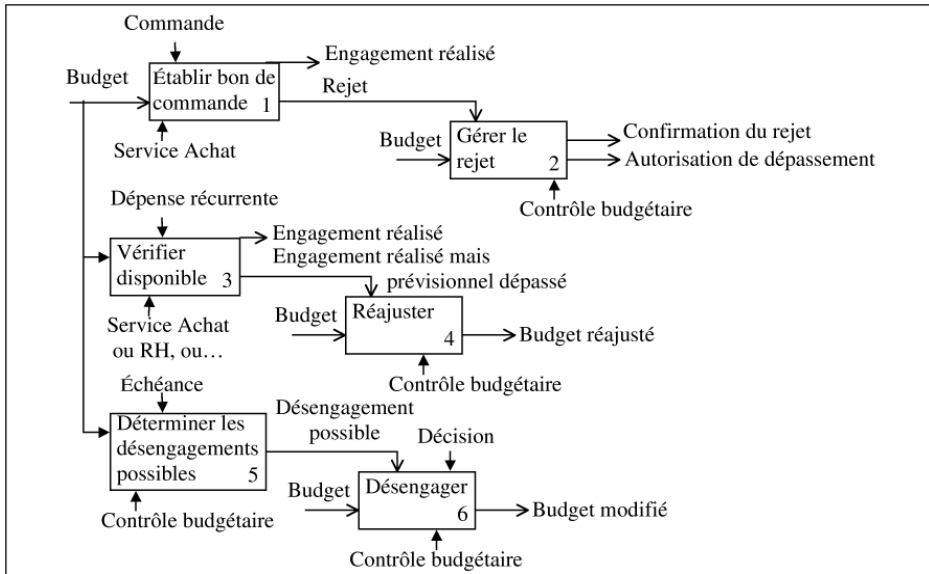 Commande
Engagement réalisé
Budget
Établir bon de
commande 1
Rejet
Service Achat
Budget
Gérer le
rejet 2
Confirmation du rejet
Autorisation de dépassement
Contrôle budgétaire
Dépense récurrente
Vérifier
disponible 3
Engagement réalisé
Engagement réalisé mais
prévisionnel dépassé
Service Achat
ou RH, ou…
Budget
Réajuster
4
Budget réajusté
Contrôle budgétaire
Échéance
Déterminer les
désengagements
possibles 5
Désengagement
possible
Décision
Contrôle budgétaire
Budget
Désengager
6
Budget modifié
Contrôle budgétaire